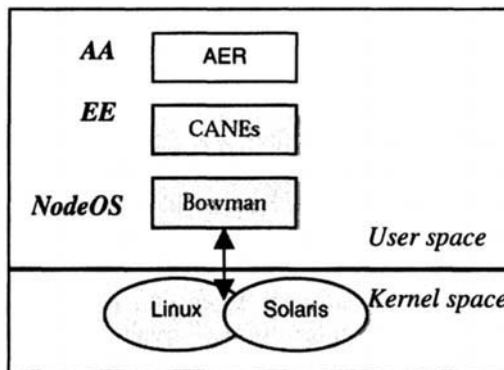 AA AER
EE CANEs
NodeOS Bowman
User space
Kernel space
Linux Solaris